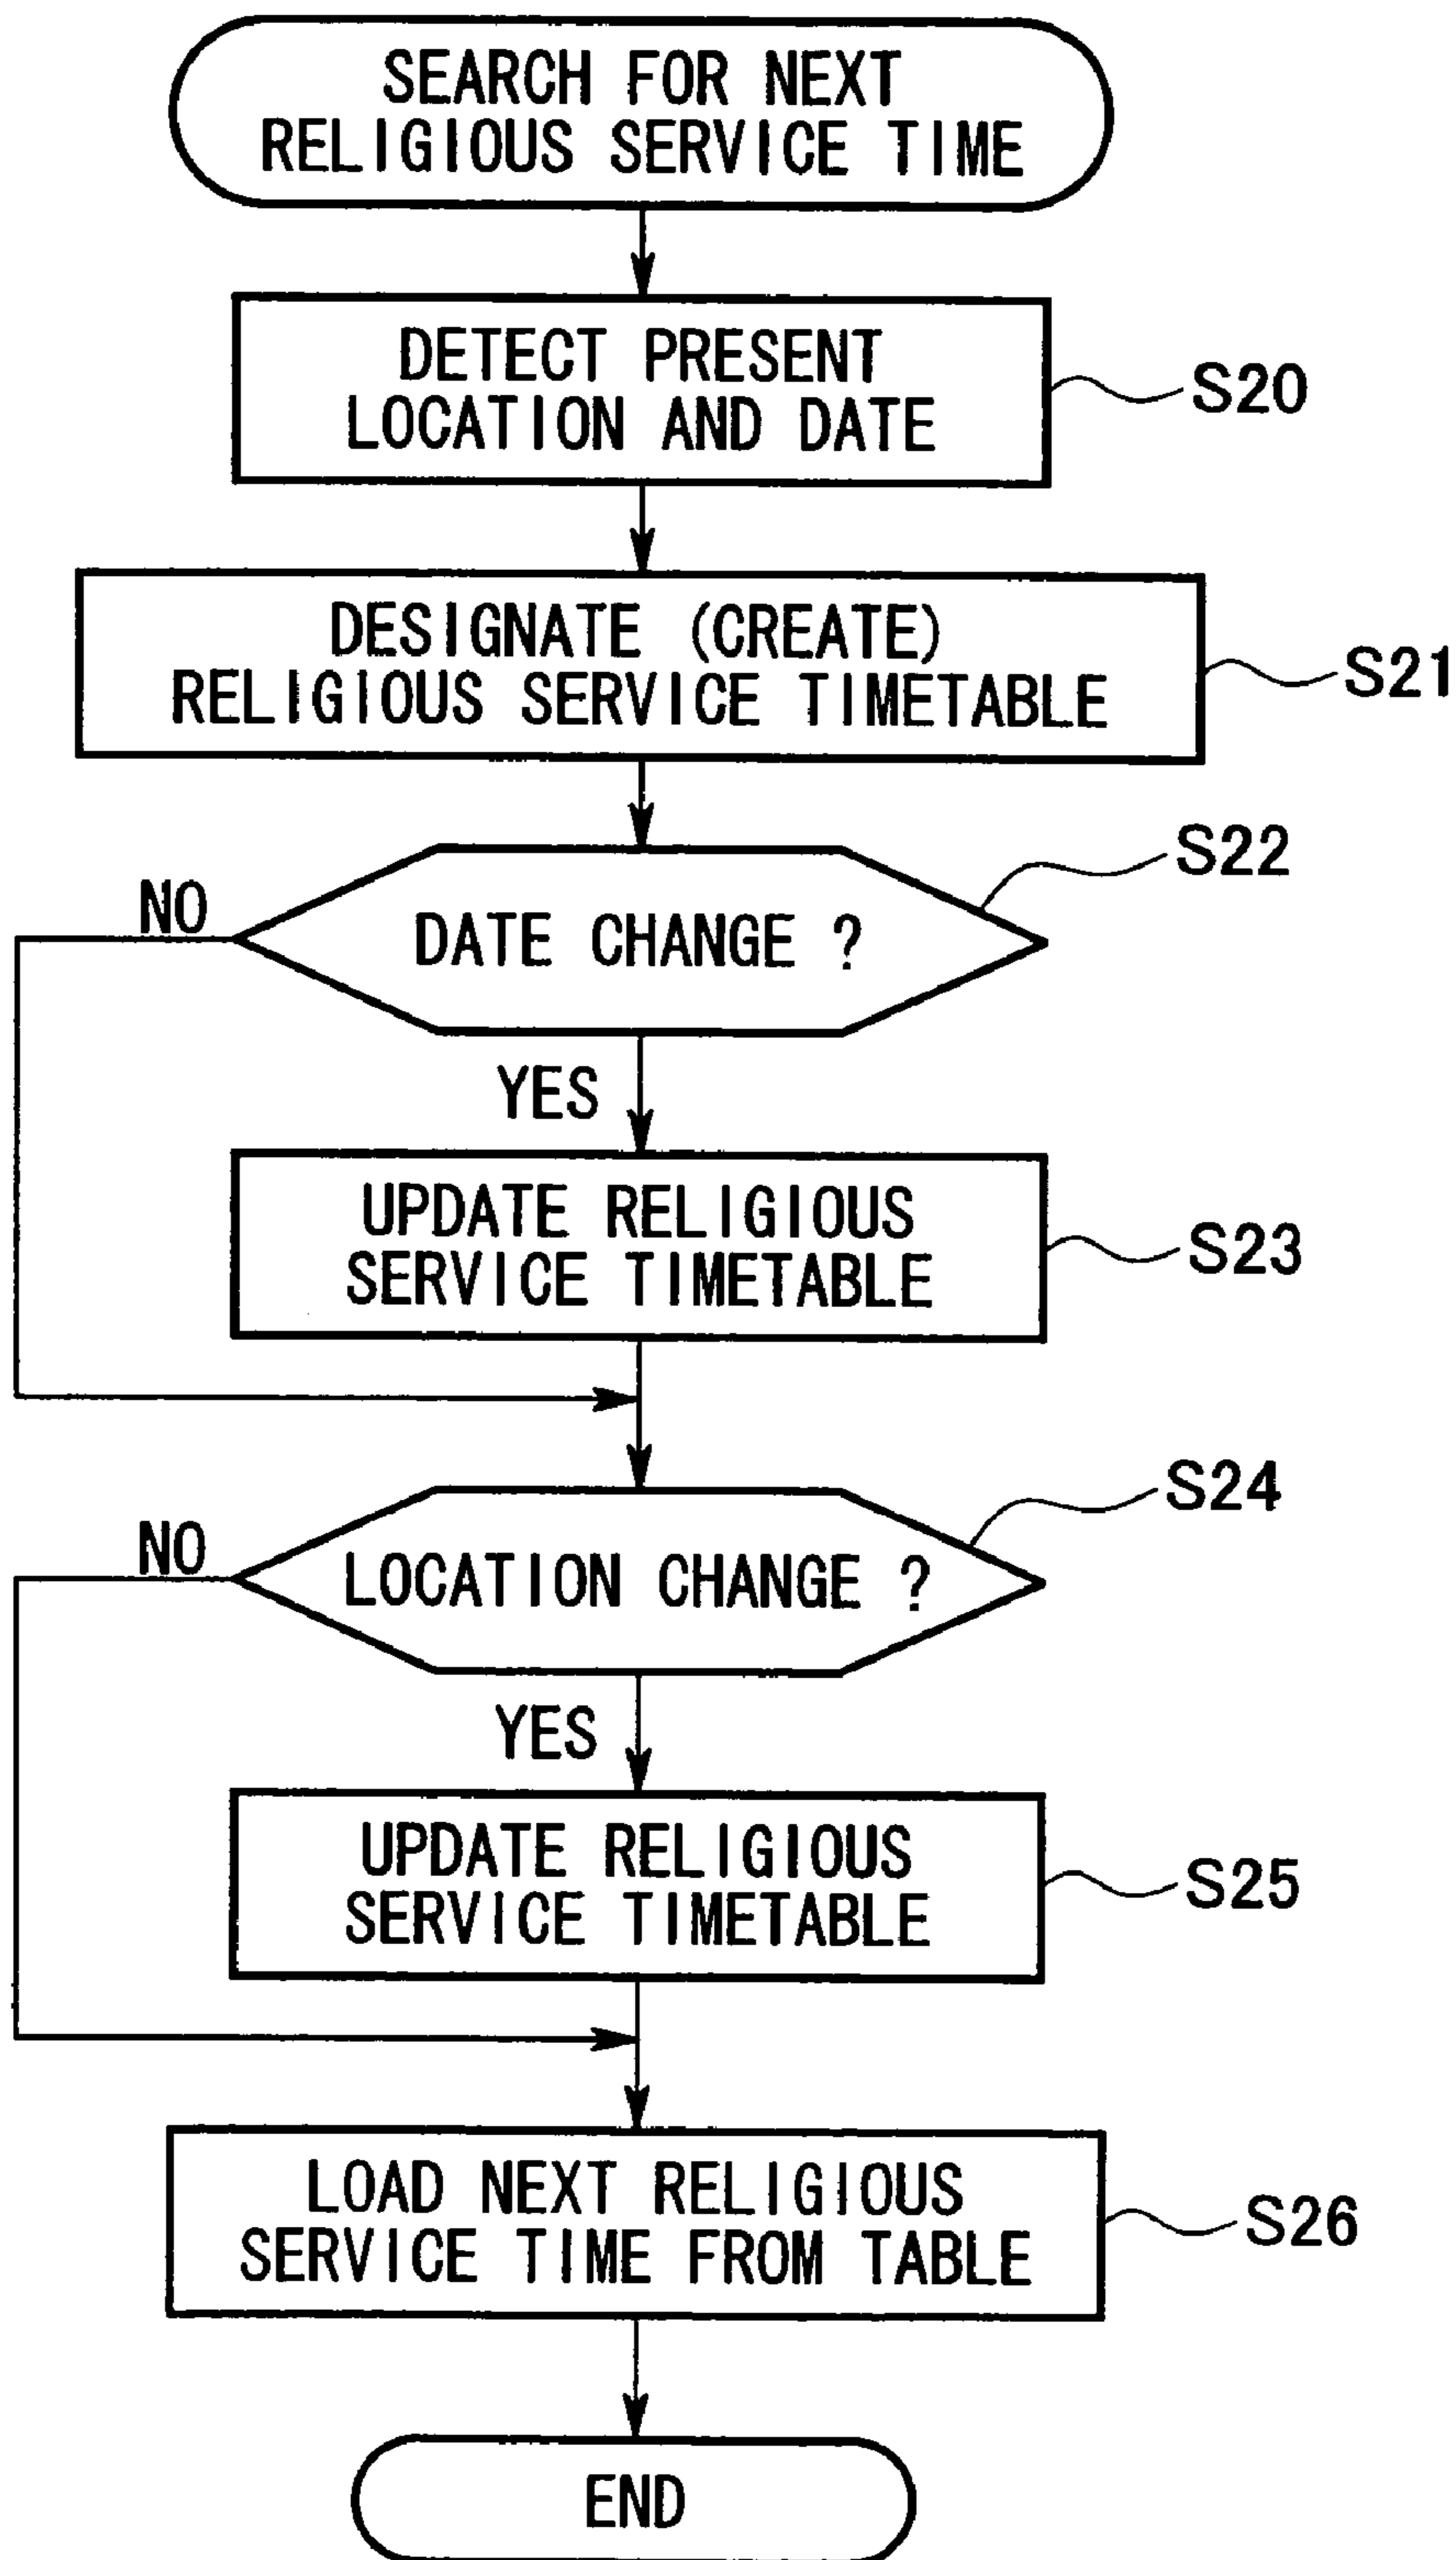 SEARCH FOR NEXT
RELIGIOUS SERVICE TIME
DETECT PRESENT
LOCATION AND DATE
S20
DESIGNATE (CREATE)
RELIGIOUS SERVICE TIMETABLE
S21
S22
NO
DATE CHANGE ?
YES
UPDATE RELIGIOUS
SERVICE TIMETABLE
S23
S24
NO
LOCATION CHANGE ?
YES
UPDATE RELIGIOUS
SERVICE TIMETABLE
S25
LOAD NEXT RELIGIOUS
SERVICE TIME FROM TABLE
S26
END